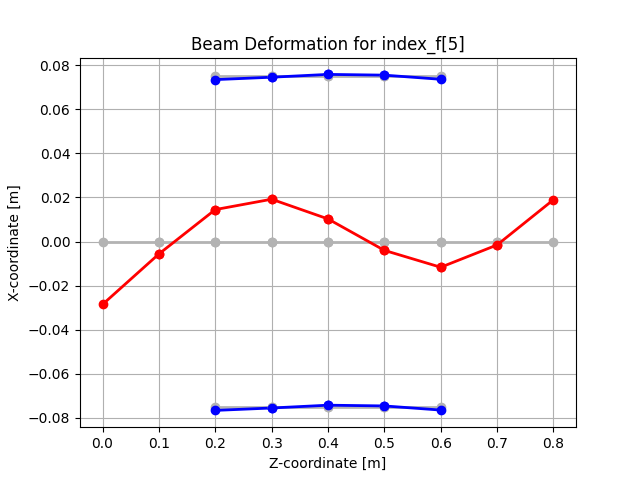 Beam Deformation for index_f[5]
0.08
0.06
0.04
0.02
0.00
−0.02
−0.04
−0.06
−0.08
X-coordinate [m]
0.0 0.1 0.2 0.3 0.4 0.5 0.6 0.7 0.8
Z-coordinate [m]